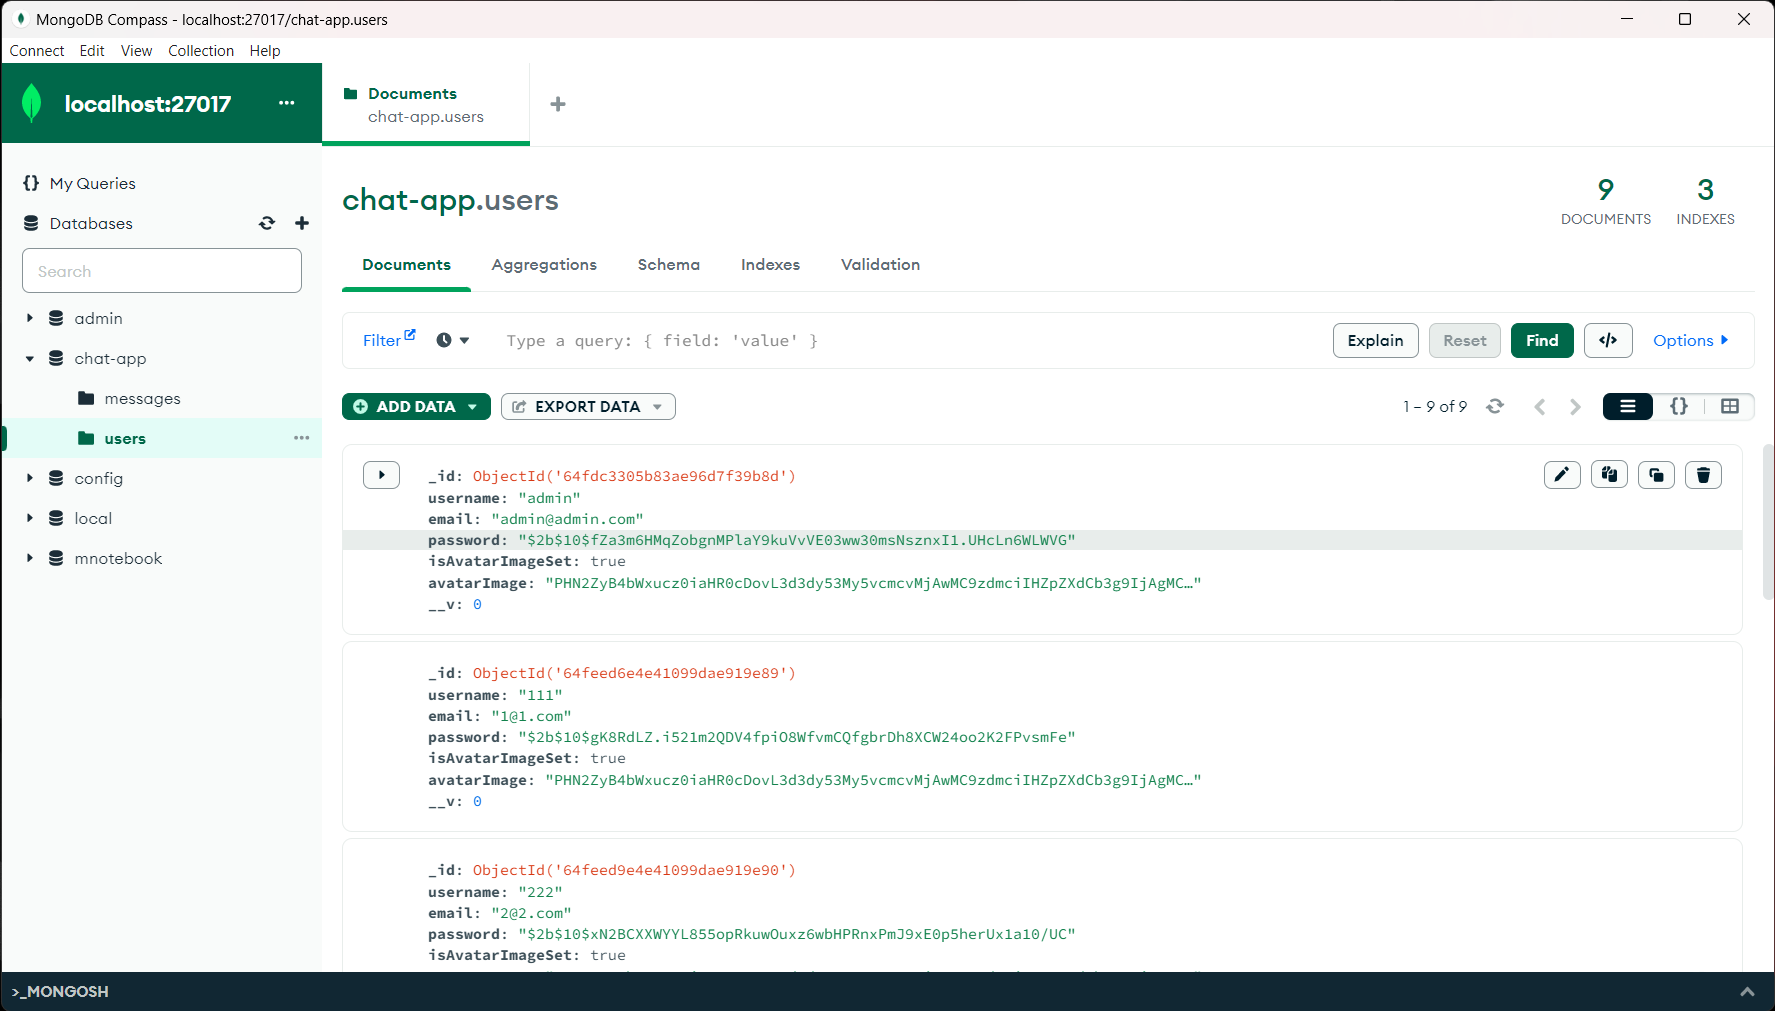 MongoDB Compass - localhost:27017/chat-app.users
Connect Edit View Collection Help
localhost:27017
Documents
chat-app.users
My Queries
Databases
Search
admin
chat-app
messages
users
config
local
mnotebook
chat-app.users
9
DOCUMENTS
3
INDEXES
Documents Aggregations Schema Indexes Validation
Filter Type a query: { field: 'value' } Explain Reset Find </> Options
ADD DATA EXPORT DATA 1 – 9 of 9 {}
_id: ObjectId('64fdc3305b83ae96d7f39b8d')
username: "admin"
email: "admin@admin.com"
password: "$2b$10$fZa3m6HMqZobgnMPlaY9kuVvVE03ww30msNsznxI1.UHcLn6WLWVG"
isAvatarImageSet: true
avatarImage: "PHN2ZyB4bWxucz0iaHR0cDovL3d3dy53My5vcmcvMjAwMC9zdmciIHZpZXdCb3g9IjAgMC…"
__v: 0
_id: ObjectId('64feed6e4e41099dae919e89')
username: "111"
email: "1@1.com"
password: "$2b$10$gK8RdLZ.i521m2QDV4fpiO8WfvmCQfgbrDh8XCW24oo2K2FPvsmFe"
isAvatarImageSet: true
avatarImage: "PHN2ZyB4bWxucz0iaHR0cDovL3d3dy53My5vcmcvMjAwMC9zdmciIHZpZXdCb3g9IjAgMC…"
__v: 0
_id: ObjectId('64feed9e4e41099dae919e90')
username: "222"
email: "2@2.com"
password: "$2b$10$xN2BCXXWYYL855opRkuwOuxz6wbHPRnxPmJ9xE0p5herUx1a10/UC"
isAvatarImageSet: true
>_MONGOSH